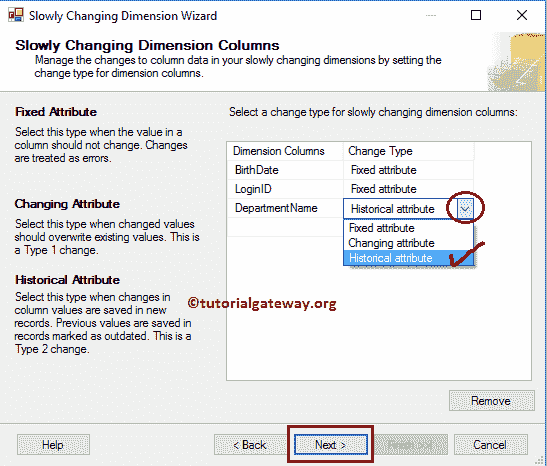 Slowly Changing Dimension Wizard
Slowly Changing Dimension Columns
Manage the changes to column data in your slowly changing dimensions by setting the
change type for dimension columns.
Fixed Attribute
Select this type when the value in a
column should not change. Changes
are treated as errors.
Changing Attribute
Select this type when changed values
should overwrite existing values. This is
a Type 1 change.
Historical Attribute
Select this type when changes in
column values are saved in new
records. Previous values are saved in
records marked as outdated. This is a
Type 2 change.
Select a change type for slowly changing dimension columns:
Dimension Columns Change Type
BirthDate Fixed attribute
LoginID Fixed attribute
DepartmentName Historical attribute
Fixed attribute
Changing attribute
Historical attribute
©tutorialgateway.org
Remove
Help < Back Next > Finish >>| Cancel